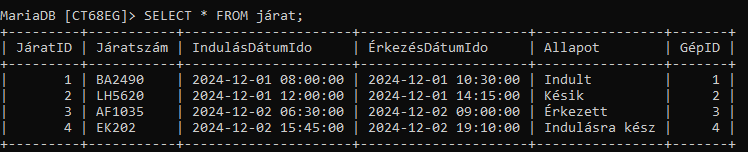 MariaDB [CT68EG]> SELECT * FROM járat;
+---------+-----------+---------------------+---------------------+---------------+-------+
| JáratID | Járatszám | IndulásDátumIdo     | ÉrkezésDátumIdo     | Allapot       | GépID |
+---------+-----------+---------------------+---------------------+---------------+-------+
|       1 | BA2490    | 2024-12-01 08:00:00 | 2024-12-01 10:30:00 | Indult        |     1 |
|       2 | LH5620    | 2024-12-01 12:00:00 | 2024-12-01 14:15:00 | Késik         |     2 |
|       3 | AF1035    | 2024-12-02 06:30:00 | 2024-12-02 09:00:00 | Érkezett      |     3 |
|       4 | EK202     | 2024-12-02 15:45:00 | 2024-12-02 19:10:00 | Indulásra kész |     4 |
+---------+-----------+---------------------+---------------------+---------------+-------+